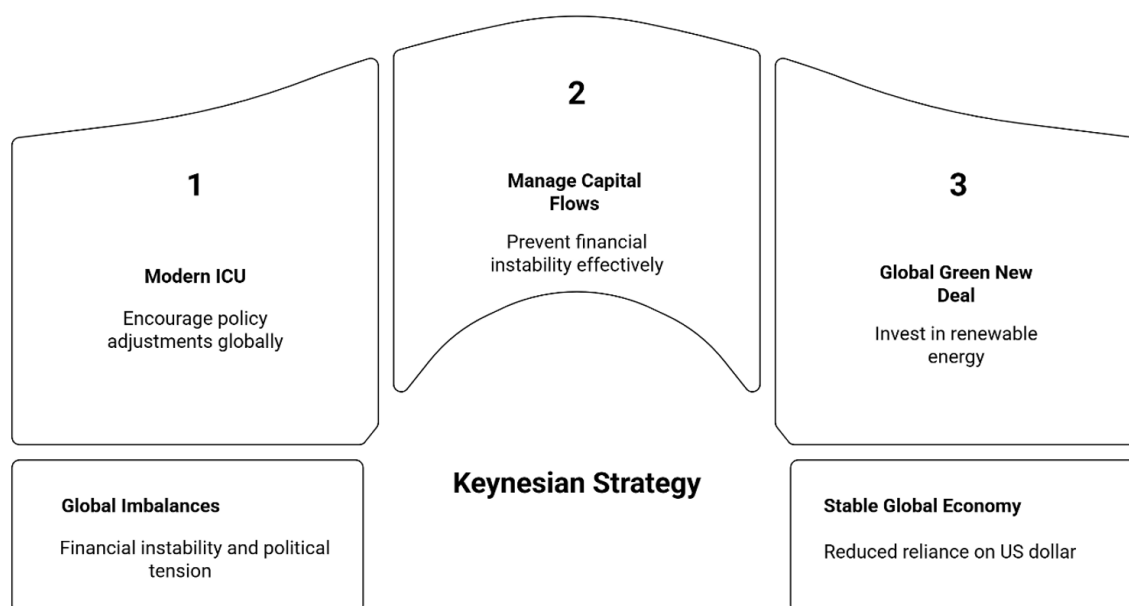 1
Modern ICU
Encourage policy
adjustments globally
2
Manage Capital
Flows
Prevent financial
instability effectively
3
Global Green New
Deal
Invest in renewable
energy
Global Imbalances
Financial instability and political
tension
Keynesian Strategy
Stable Global Economy
Reduced reliance on US dollar